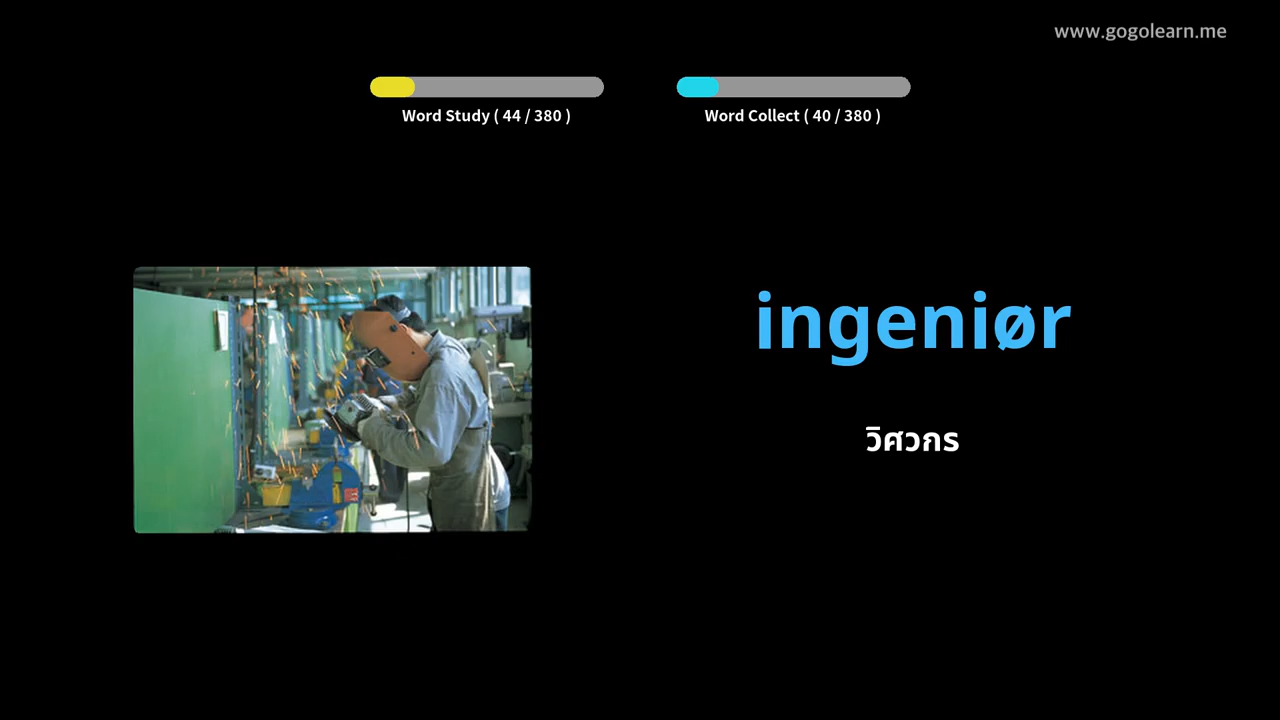 www.gogolearn.me
Word Study ( 44 / 380 )
Word Collect ( 40 / 380 )
ingeniør
วิศวกร